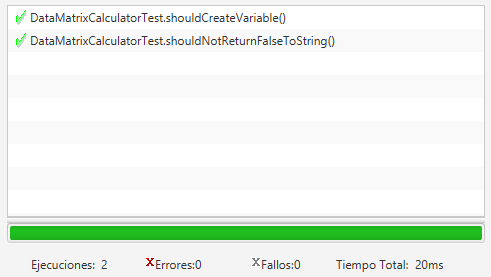 DataMatrixCalculatorTest.shouldCreateVariable()
DataMatrixCalculatorTest.shouldNotReturnFalseToString()
Ejecuciones: 2 Errores:0 Fallos:0 Tiempo Total: 20ms